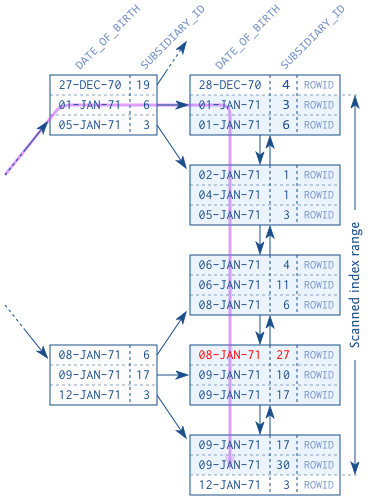 DATE_OF_BIRTH SUBSIDIARY_ID
27-DEC-70 19
01-JAN-71 6
05-JAN-71 3
DATE_OF_BIRTH SUBSIDIARY_ID
28-DEC-70 4 ROWID
01-JAN-71 3 ROWID
01-JAN-71 6 ROWID
02-JAN-71 1 ROWID
04-JAN-71 1 ROWID
05-JAN-71 3 ROWID
06-JAN-71 4 ROWID
06-JAN-71 11 ROWID
08-JAN-71 6 ROWID
08-JAN-71 6
09-JAN-71 17
12-JAN-71 3
08-JAN-71 27 ROWID
09-JAN-71 10 ROWID
09-JAN-71 17 ROWID
09-JAN-71 17 ROWID
09-JAN-71 30 ROWID
12-JAN-71 3 ROWID
Scanned index range